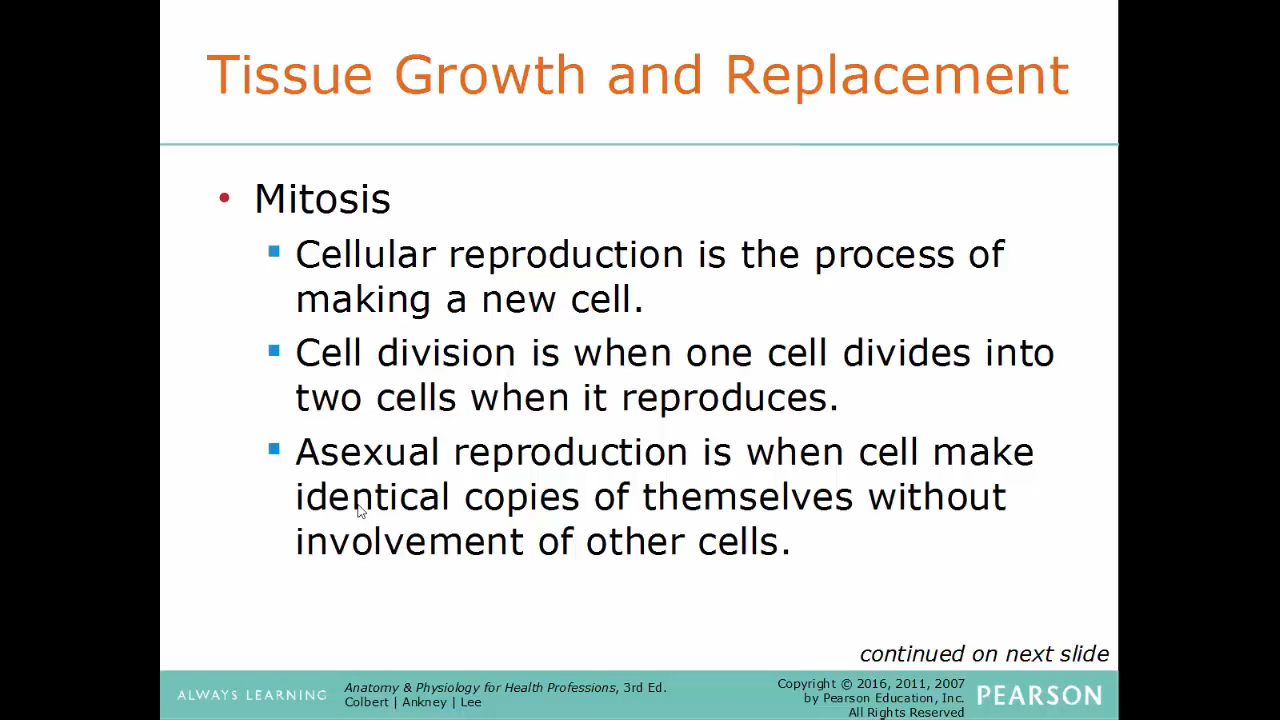 Tissue Growth and Replacement
• Mitosis
▪ Cellular reproduction is the process of
making a new cell.
▪ Cell division is when one cell divides into
two cells when it reproduces.
▪ Asexual reproduction is when cell make
identical copies of themselves without
involvement of other cells.
continued on next slide
ALWAYS LEARNING
Anatomy & Physiology for Health Professions, 3rd Ed.
Colbert | Ankney | Lee
Copyright © 2016, 2011, 2007
by Pearson Education, Inc.
All Rights Reserved
PEARSON